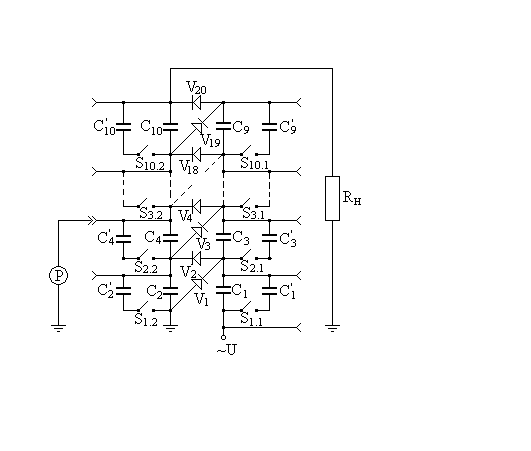 V20
C'10 C10 V19 C9 C'9
S10.2 V18 S10.1
RH
S3.2 V4 S3.1
C'4 C4 V3 C3 C'3
P S2.2 V2 S2.1
C'2 C2 V1 C1 C'1
S1.2 S1.1
~U